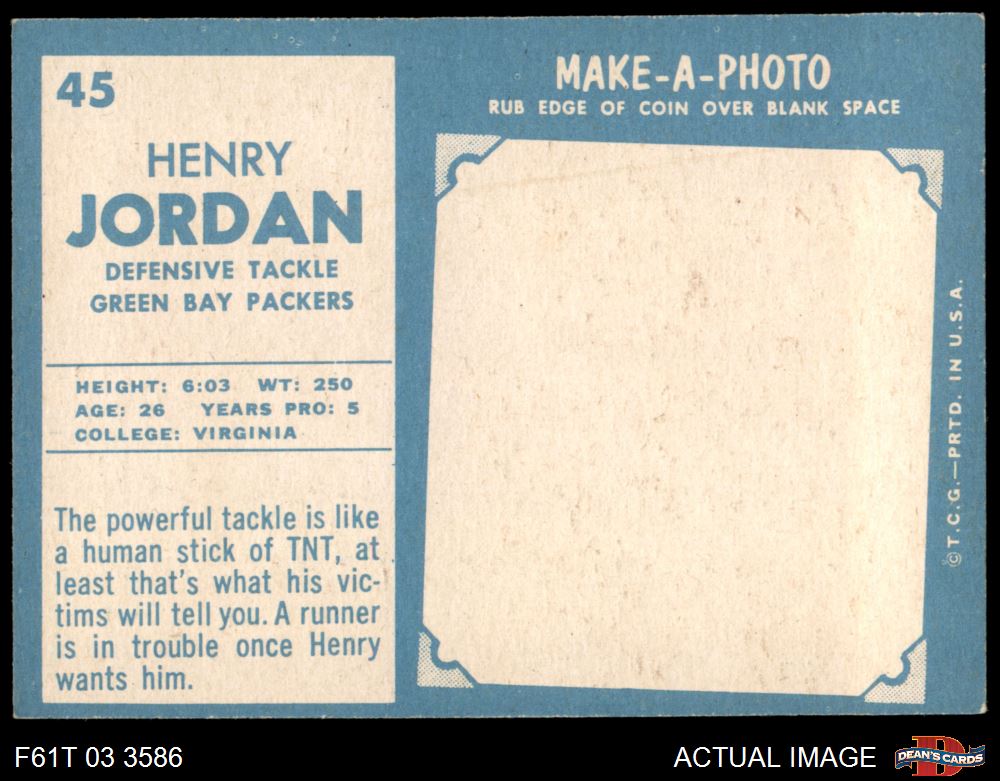 45
HENRY
JORDAN
DEFENSIVE TACKLE
GREEN BAY PACKERS
HEIGHT: 6:03 WT: 250
AGE: 26 YEARS PRO: 5
COLLEGE: VIRGINIA
The powerful tackle is like
a human stick of TNT, at
least that's what his vic-
tims will tell you. A runner
is in trouble once Henry
wants him.
MAKE-A-PHOTO
RUB EDGE OF COIN OVER BLANK SPACE
©T.C.G.—PRTD. IN U.S.A.
F61T 03 3586
ACTUAL IMAGE
DEAN'S CARDS